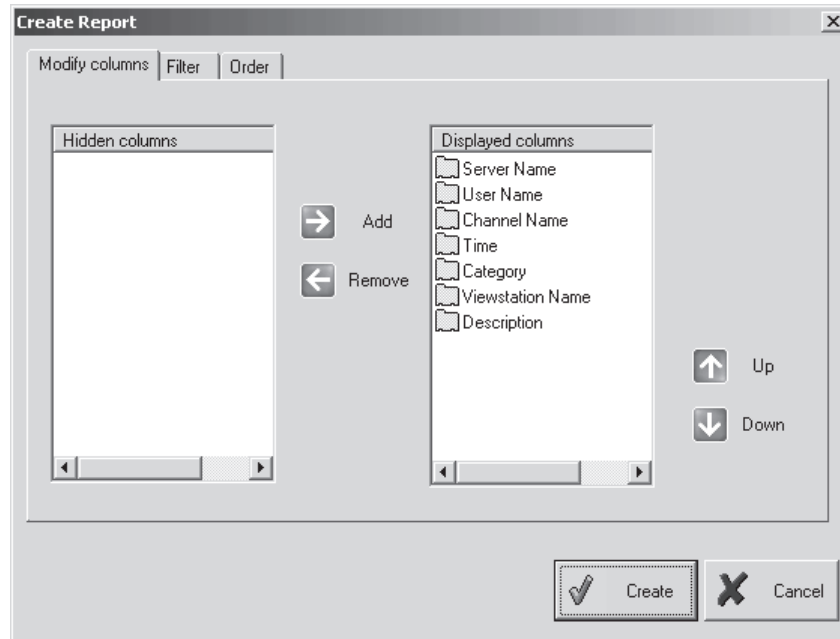 Create Report
Modify columns Filter Order
Hidden columns
Displayed columns
Server Name
User Name
Channel Name
Time
Category
Viewstation Name
Description
Add
Remove
Up
Down
Create Cancel